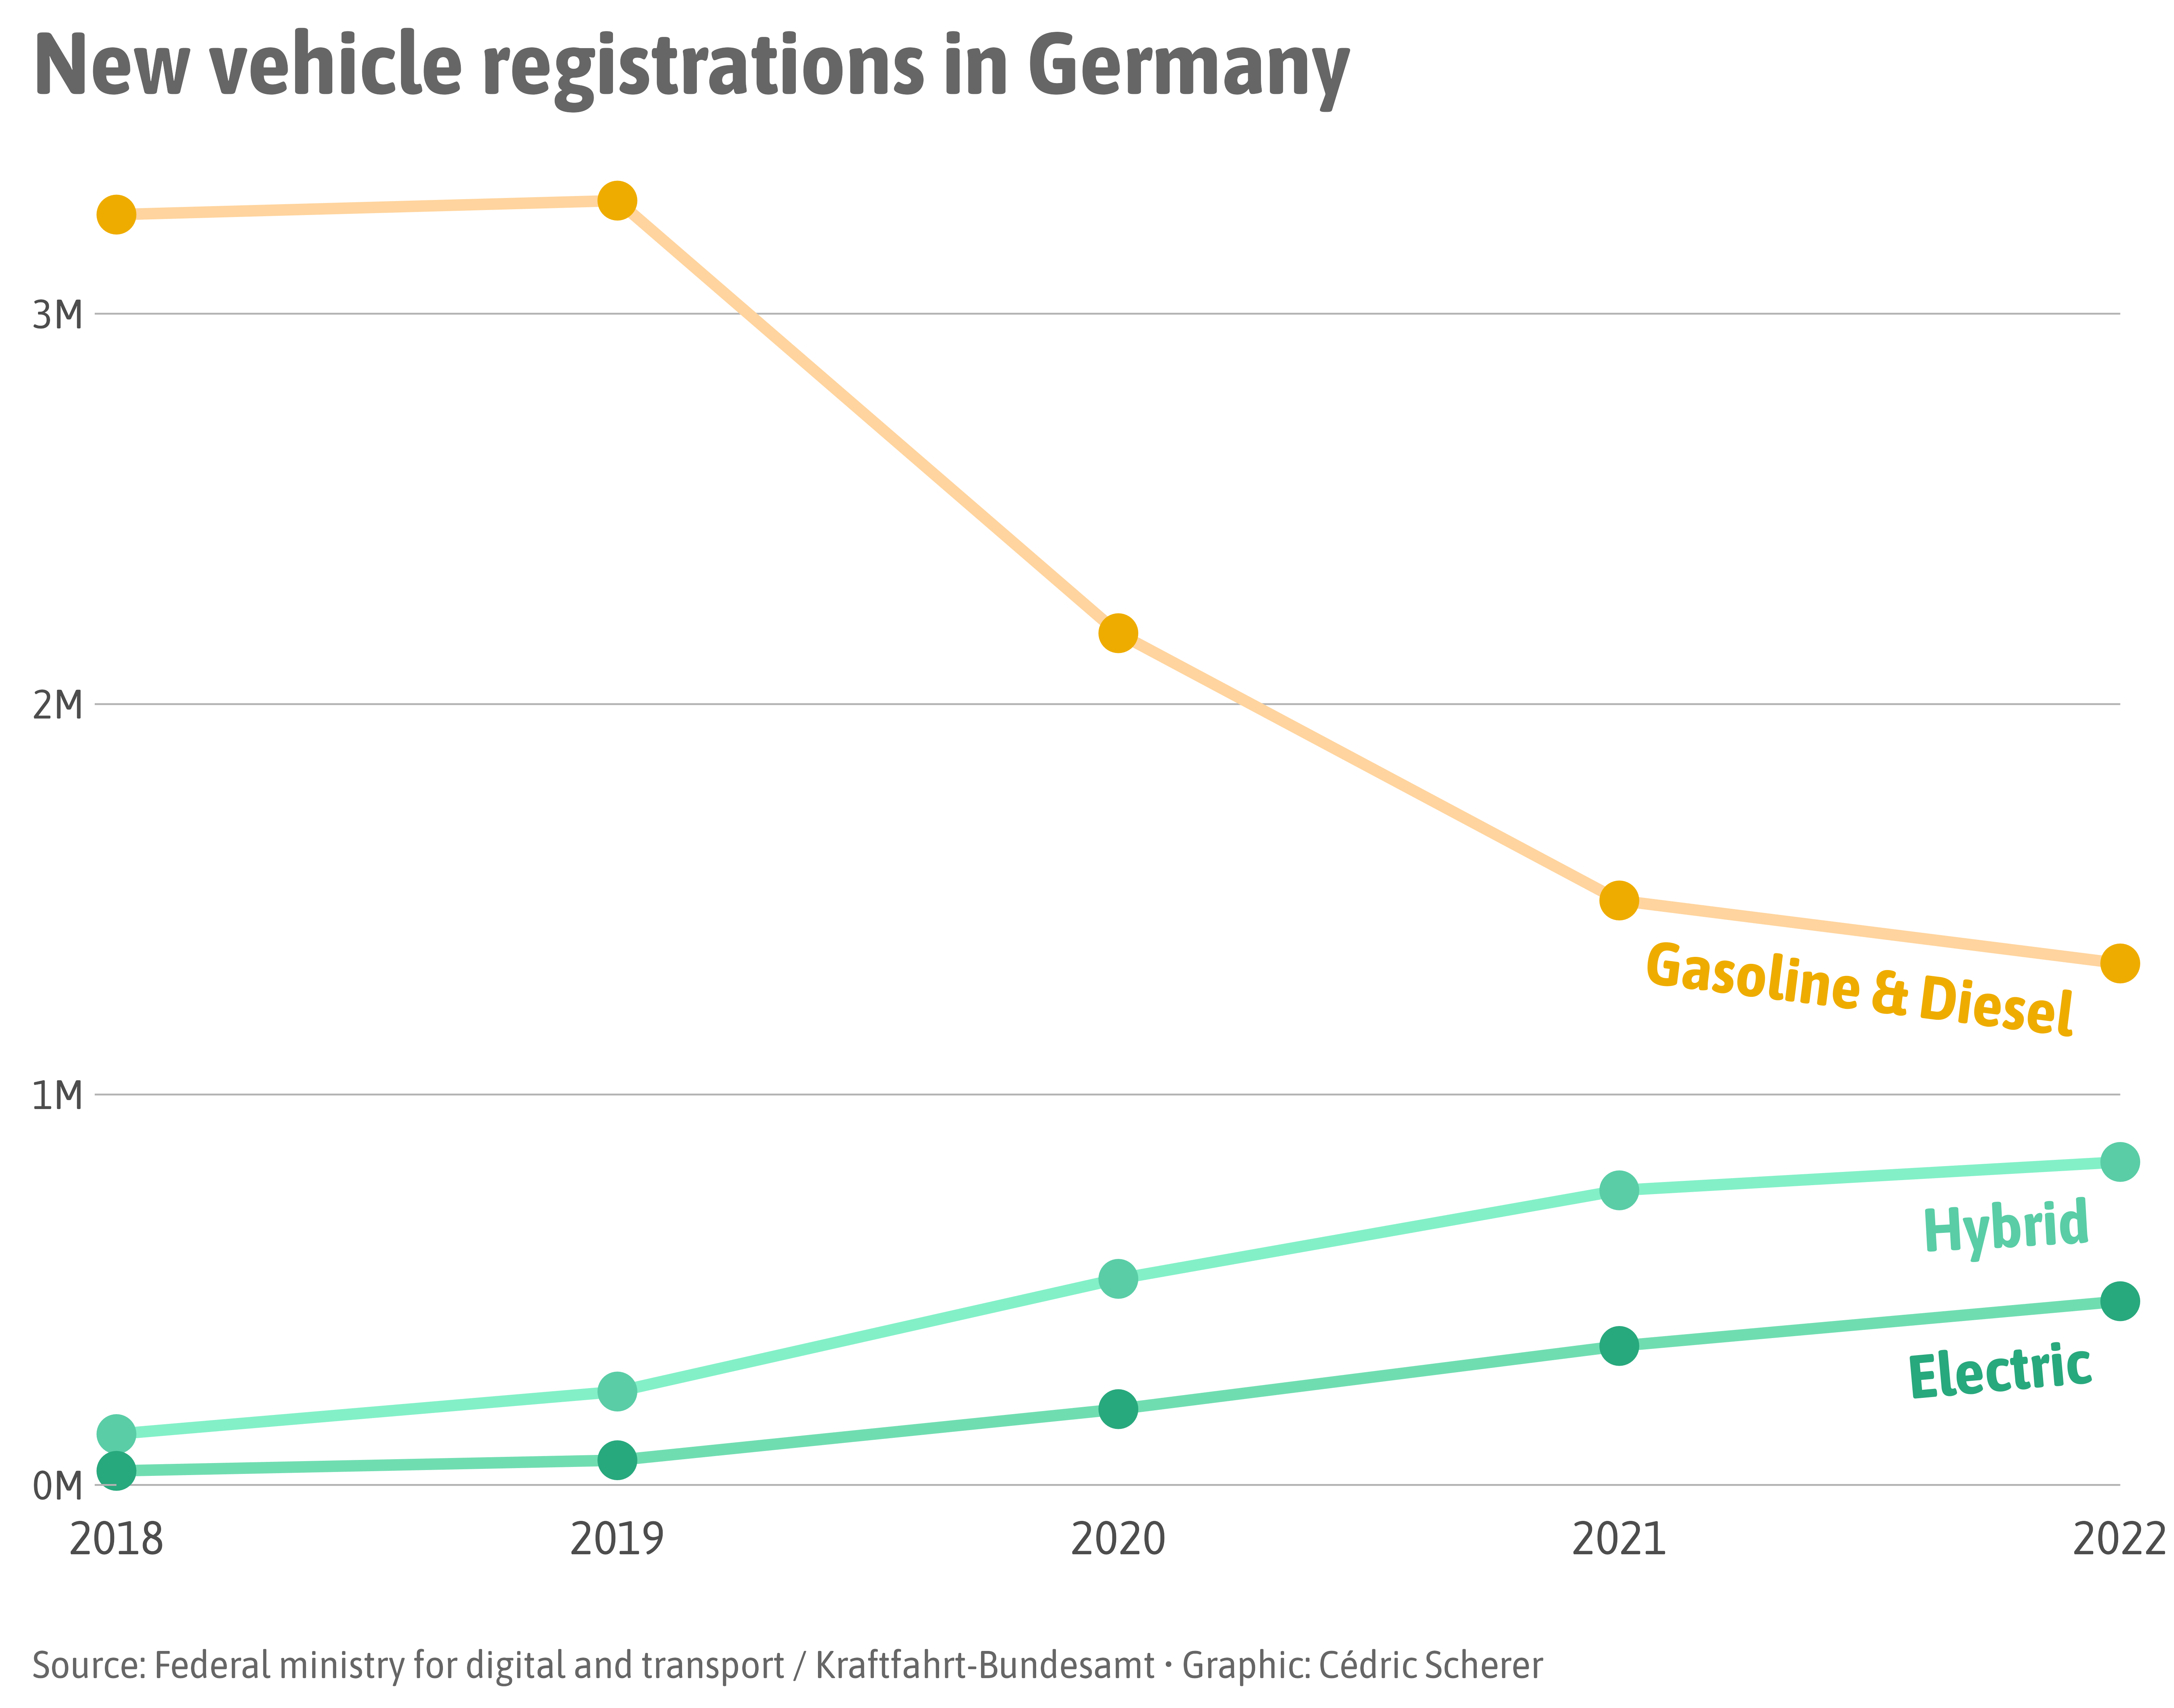 New vehicle registrations in Germany
3M
2M
1M
0M
Gasoline & Diesel
Hybrid
Electric
2018 2019 2020 2021 2022
Source: Federal ministry for digital and transport / Kraftfahrt-Bundesamt • Graphic: Cédric Scherer